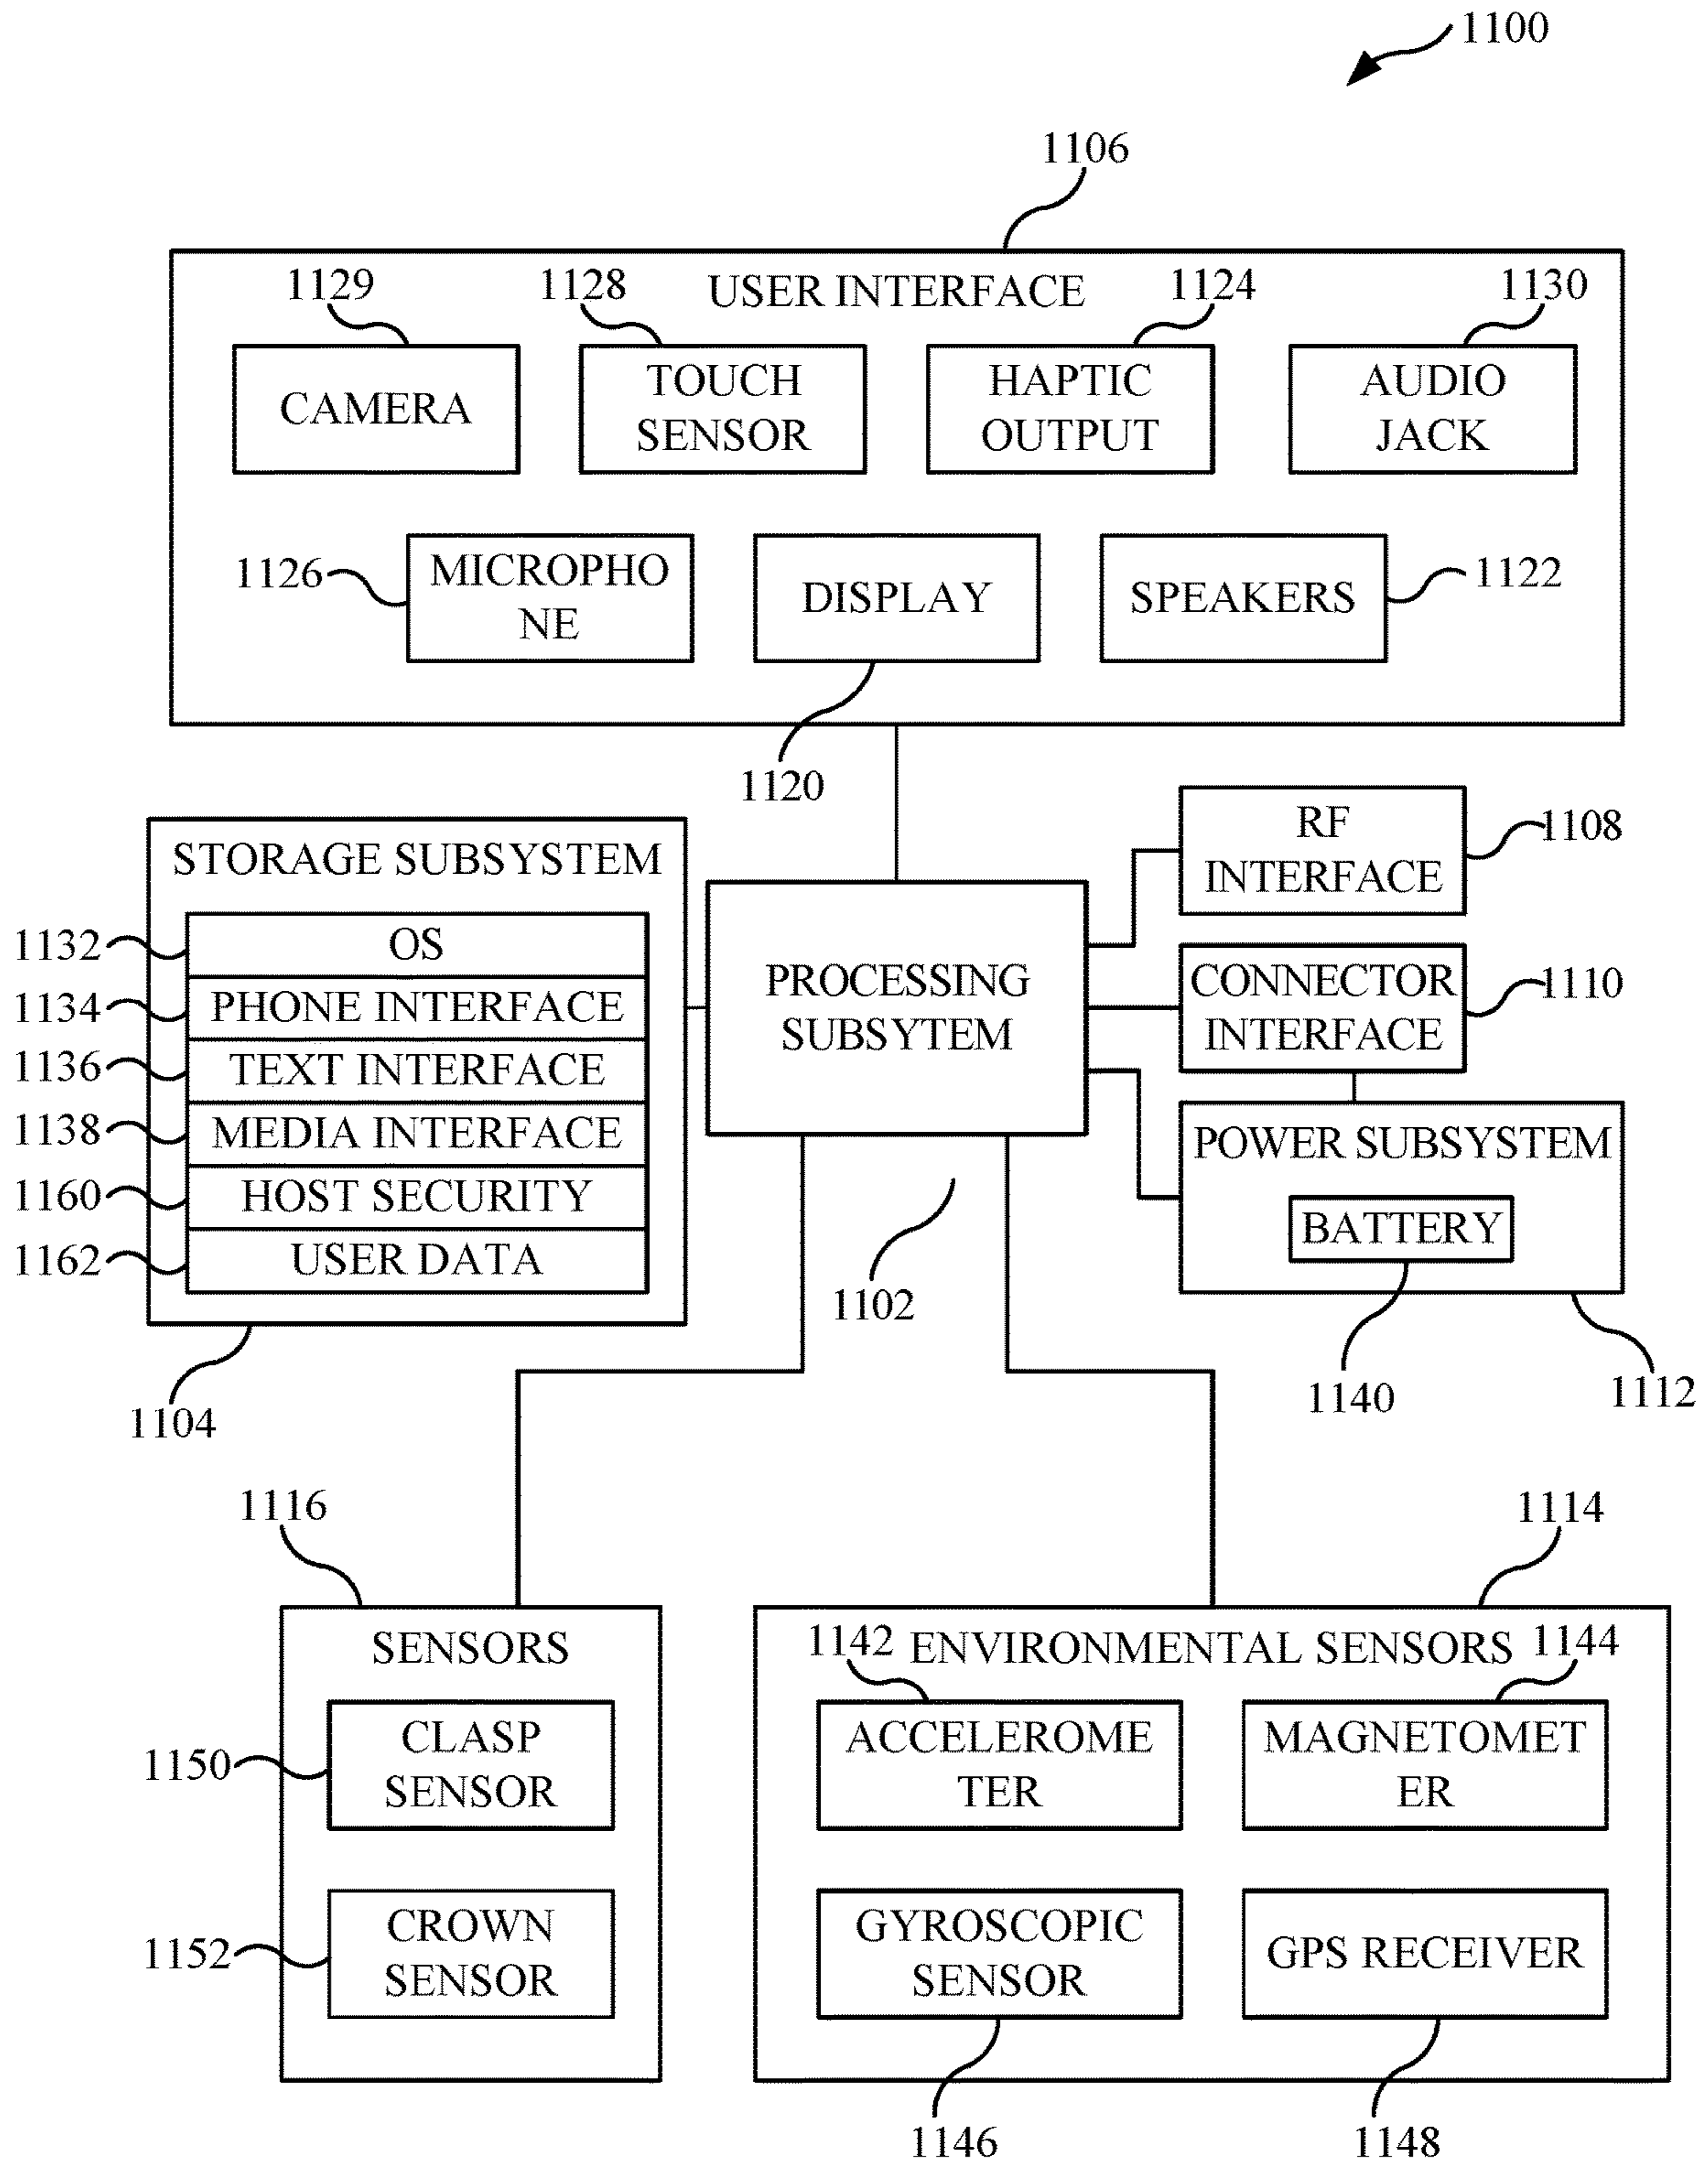 1100
1106
USER INTERFACE
1129
1128
1124
1130
CAMERA
TOUCH
SENSOR
HAPTIC
OUTPUT
AUDIO
JACK
1126
MICROPHO
NE
DISPLAY
SPEAKERS
1122
1120
STORAGE SUBSYSTEM
1132
OS
1134
PHONE INTERFACE
1136
TEXT INTERFACE
1138
MEDIA INTERFACE
1160
HOST SECURITY
1162
USER DATA
1104
PROCESSING
SUBSYTEM
1102
RF
INTERFACE
1108
CONNECTOR
INTERFACE
1110
POWER SUBSYSTEM
BATTERY
1140
1112
1116
SENSORS
1150
CLASP
SENSOR
1152
CROWN
SENSOR
1114
1142
ENVIRONMENTAL SENSORS
1144
ACCELEROME
TER
MAGNETOMET
ER
GYROSCOPIC
SENSOR
GPS RECEIVER
1146
1148